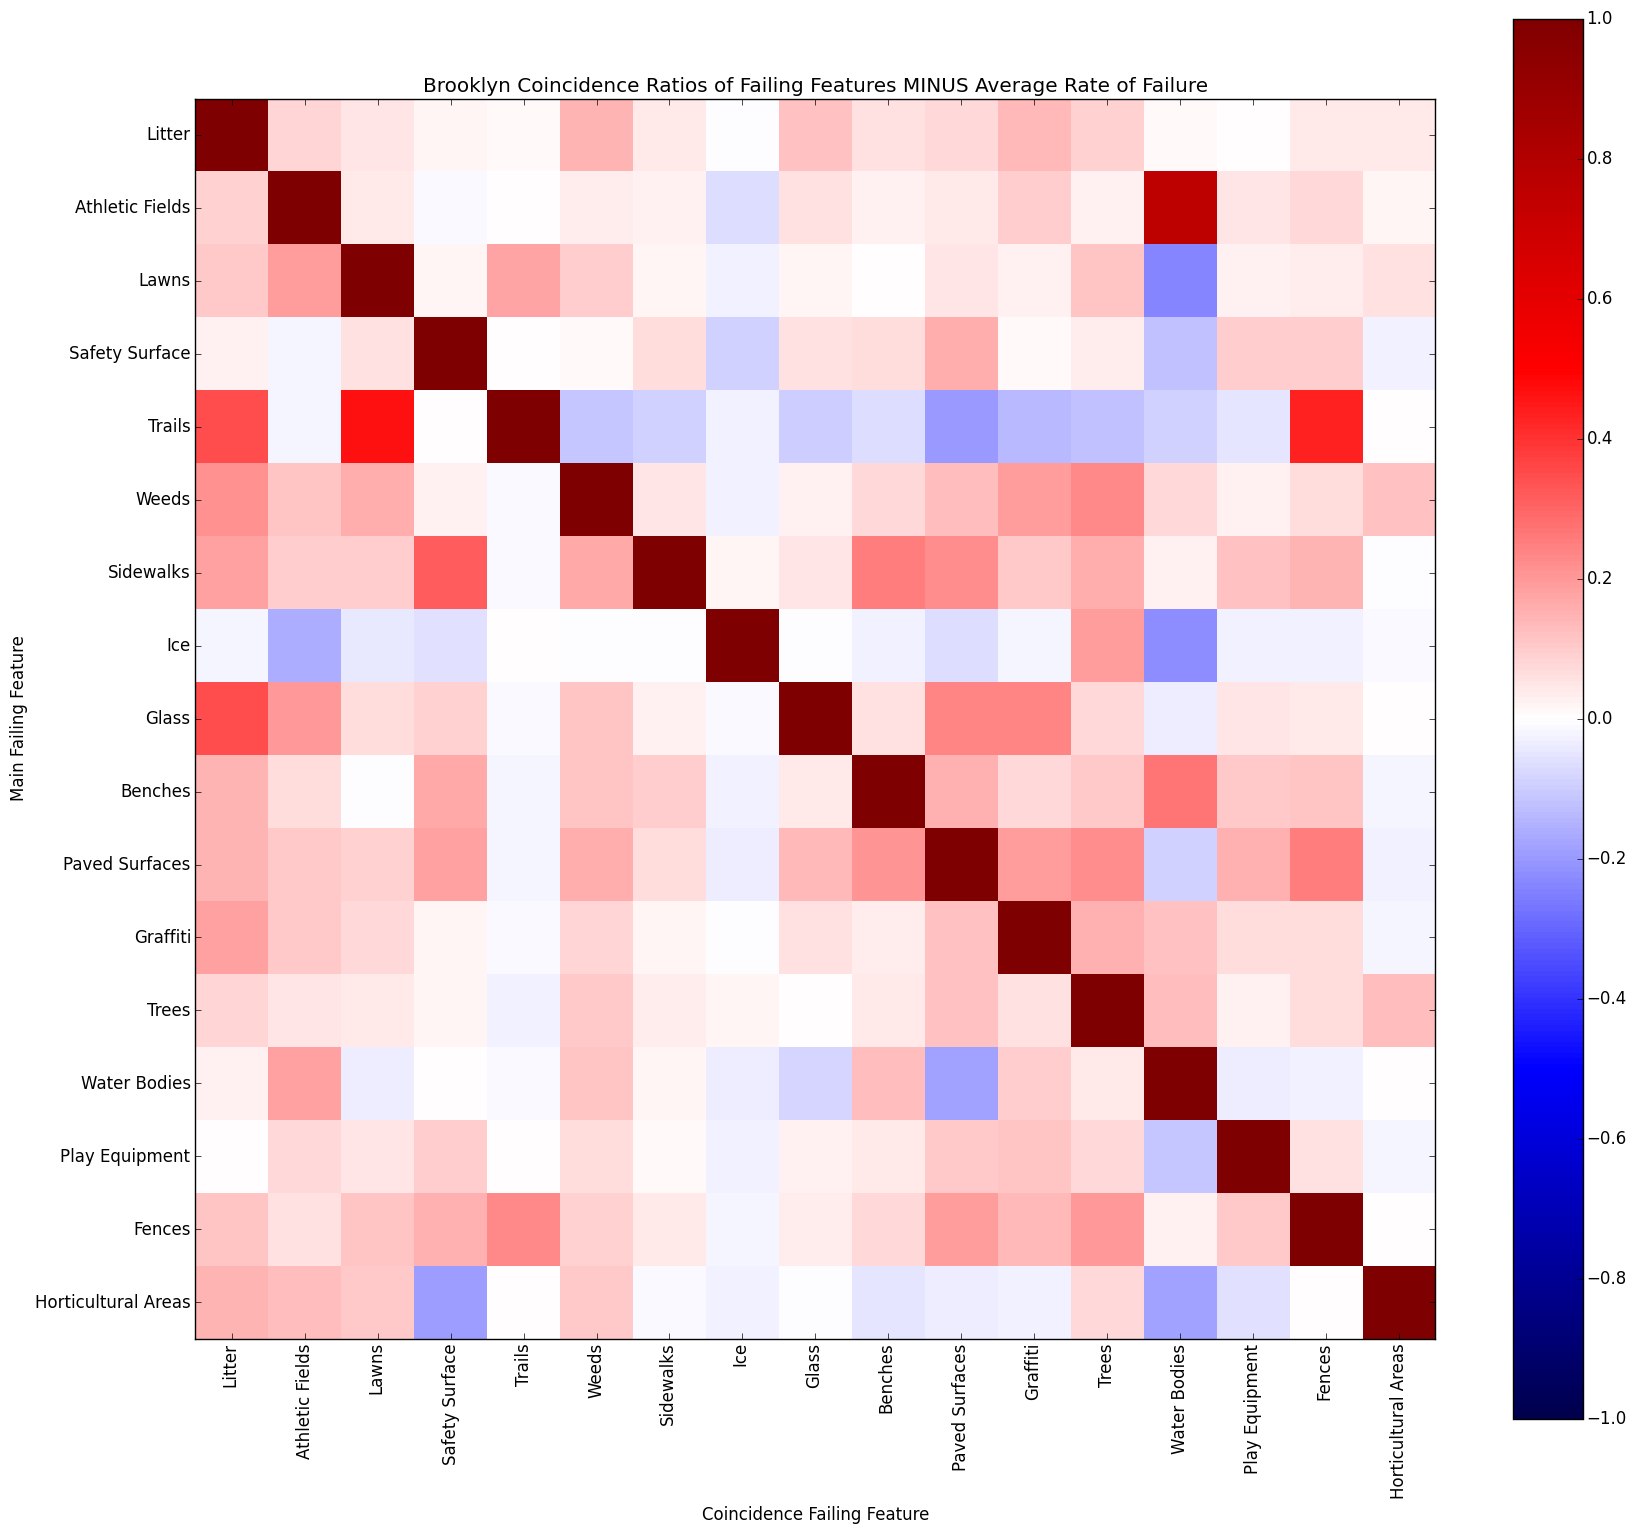 Brooklyn Coincidence Ratios of Failing Features MINUS Average Rate of Failure
Main Failing Feature
Litter
Athletic Fields
Lawns
Safety Surface
Trails
Weeds
Sidewalks
Ice
Glass
Benches
Paved Surfaces
Graffiti
Trees
Water Bodies
Play Equipment
Fences
Horticultural Areas
Litter
Athletic Fields
Lawns
Safety Surface
Trails
Weeds
Sidewalks
Ice
Glass
Benches
Paved Surfaces
Graffiti
Trees
Water Bodies
Play Equipment
Fences
Horticultural Areas
Coincidence Failing Feature
1.0
0.8
0.6
0.4
0.2
0.0
−0.2
−0.4
−0.6
−0.8
−1.0